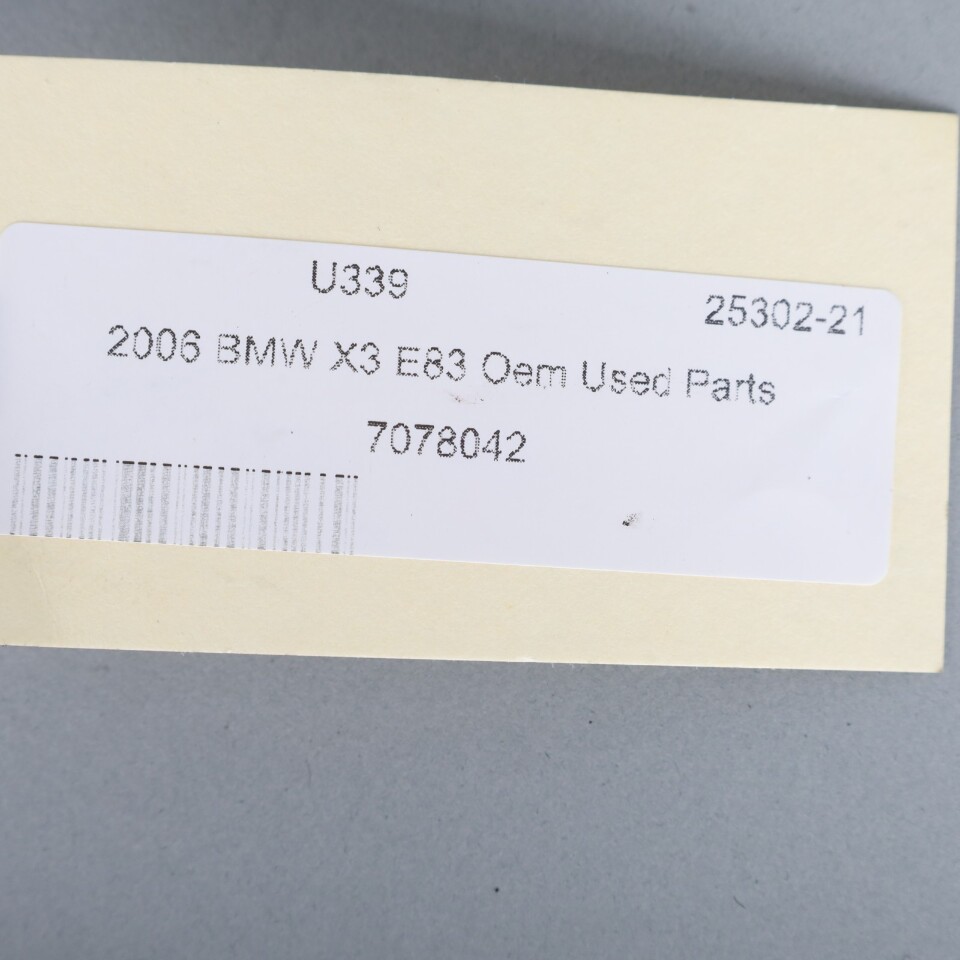 U339
25302-21
2006 BMW X3 E83 Oem Used Parts
7078042